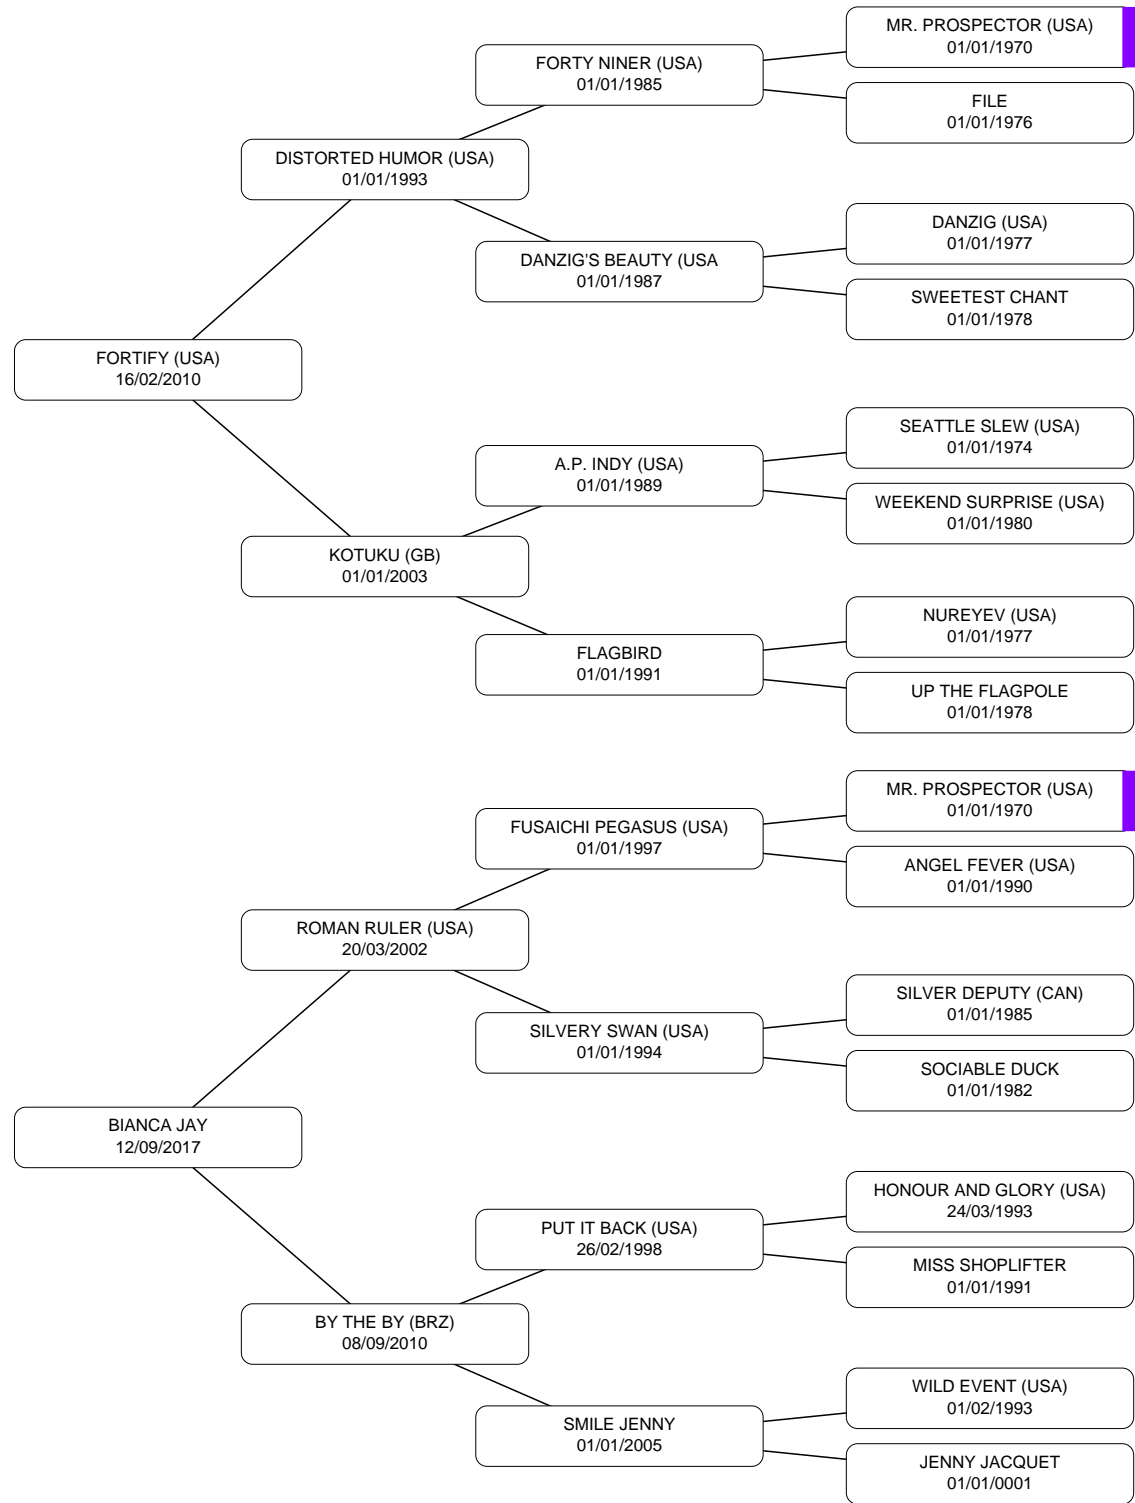 MR. PROSPECTOR (USA)
01/01/1970
FORTY NINER (USA)
01/01/1985
FILE
01/01/1976
DISTORTED HUMOR (USA)
01/01/1993
DANZIG (USA)
01/01/1977
DANZIG'S BEAUTY (USA
01/01/1987
SWEETEST CHANT
01/01/1978
FORTIFY (USA)
16/02/2010
SEATTLE SLEW (USA)
01/01/1974
A.P. INDY (USA)
01/01/1989
WEEKEND SURPRISE (USA)
01/01/1980
KOTUKU (GB)
01/01/2003
NUREYEV (USA)
01/01/1977
FLAGBIRD
01/01/1991
UP THE FLAGPOLE
01/01/1978
MR. PROSPECTOR (USA)
01/01/1970
FUSAICHI PEGASUS (USA)
01/01/1997
ANGEL FEVER (USA)
01/01/1990
ROMAN RULER (USA)
20/03/2002
SILVER DEPUTY (CAN)
01/01/1985
SILVERY SWAN (USA)
01/01/1994
SOCIABLE DUCK
01/01/1982
BIANCA JAY
12/09/2017
HONOUR AND GLORY (USA)
24/03/1993
PUT IT BACK (USA)
26/02/1998
MISS SHOPLIFTER
01/01/1991
BY THE BY (BRZ)
08/09/2010
WILD EVENT (USA)
01/02/1993
SMILE JENNY
01/01/2005
JENNY JACQUET
01/01/0001